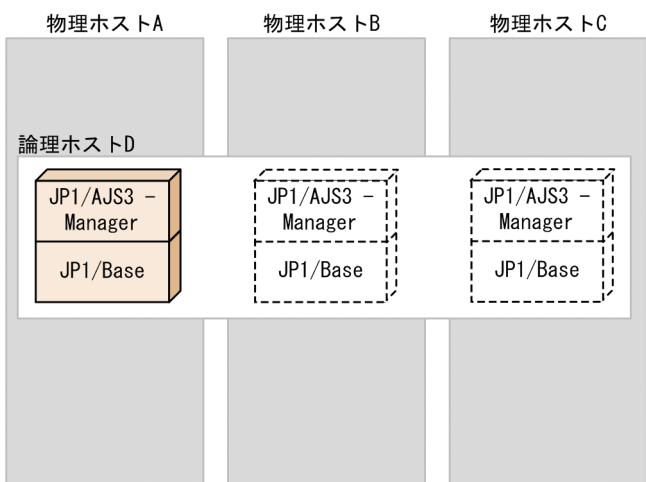 物理ホストA
物理ホストB
物理ホストC
論理ホストD
JP1/AJS3 －
Manager
JP1/Base
JP1/AJS3 －
Manager
JP1/Base
JP1/AJS3 －
Manager
JP1/Base